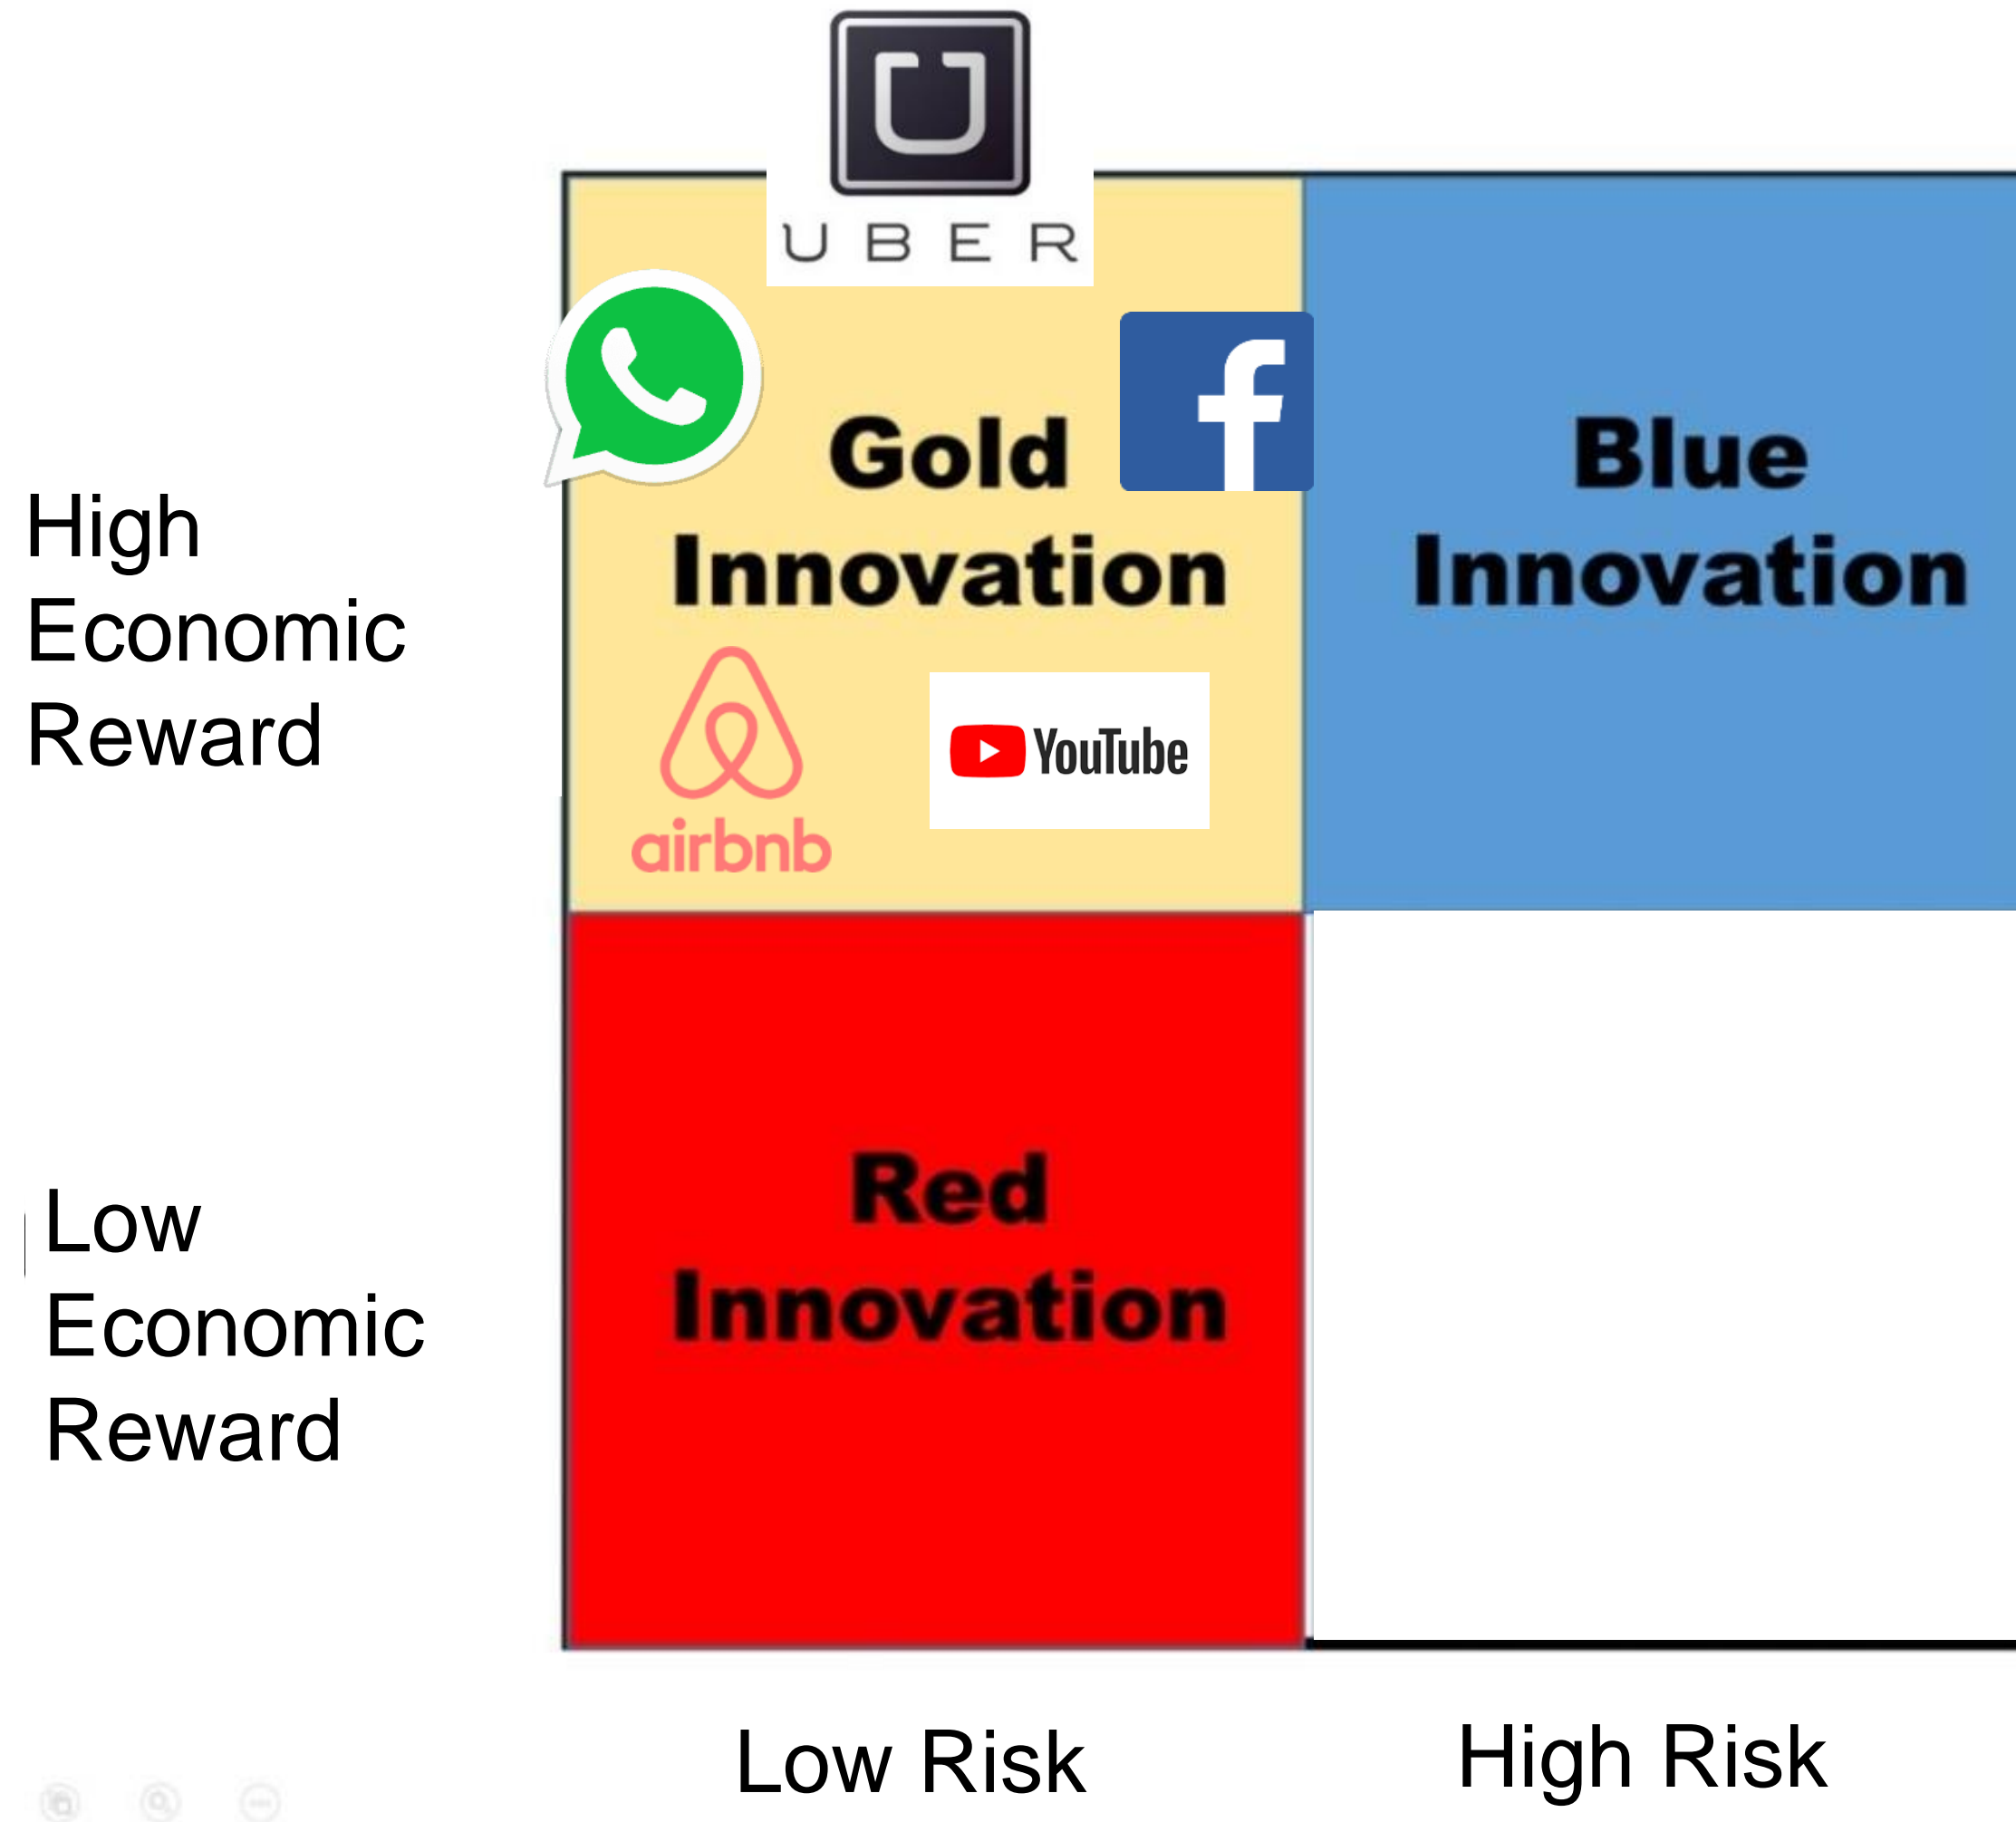 UBER
Gold
Innovation
Blue
Innovation
High
Economic
Reward
YouTube
airbnb
Red
Innovation
Low
Economic
Reward
Low Risk
High Risk